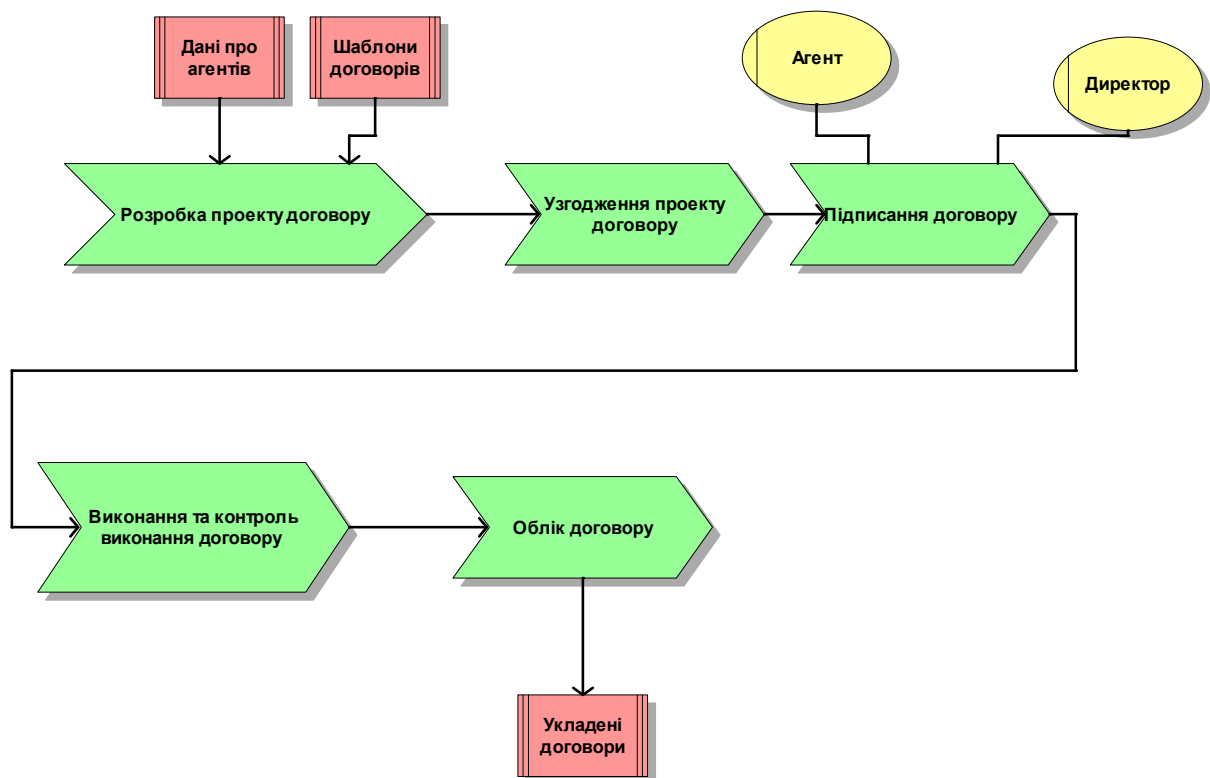 Дані про
агентів
Шаблони
договорів
Агент
Директор
Розробка проекту договору
Узгодження проекту
договору
Підписання договору
Виконання та контроль
виконання договору
Облік договору
Укладені
договори